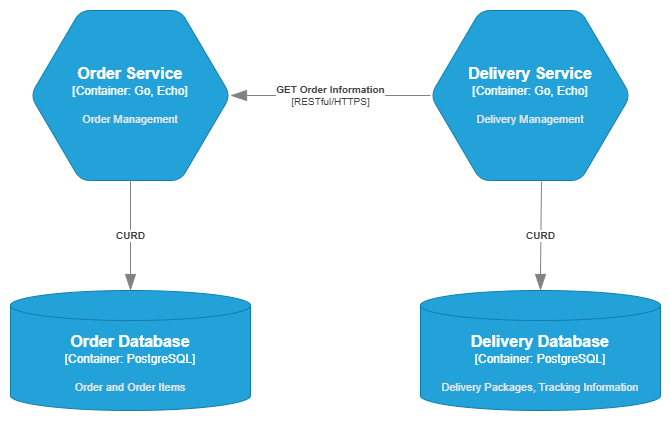 Order Service
[Container: Go, Echo]
Order Management
GET Order Information
[RESTful/HTTPS]
Delivery Service
[Container: Go, Echo]
Delivery Management
CURD
CURD
Order Database
[Container: PostgreSQL]
Order and Order Items
Delivery Database
[Container: PostgreSQL]
Delivery Packages, Tracking Information